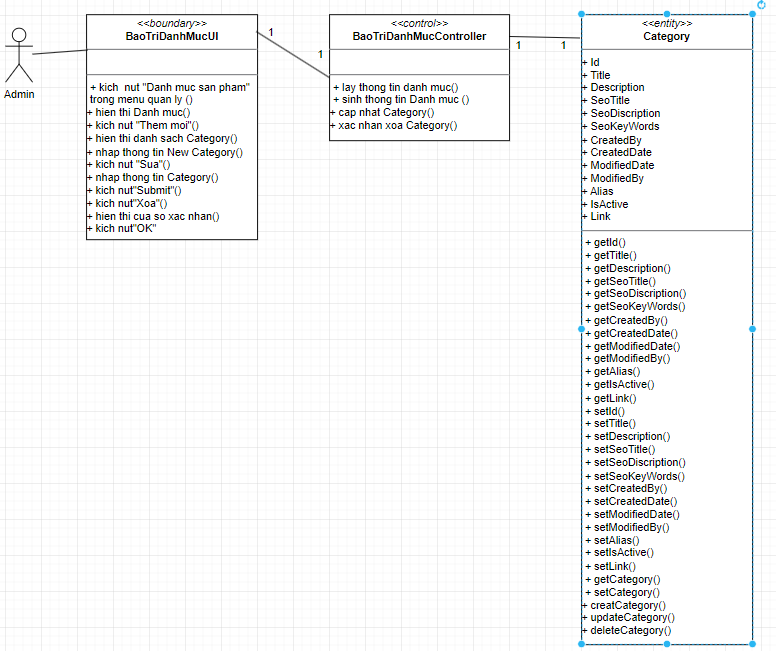 Admin
<<boundary>>
BaoTriDanhMucUI
+ kich nut "Danh muc san pham"
trong menu quan ly ()
+ hien thi Danh muc()
+ kich nut "Them moi"()
+ hien thi danh sach Category()
+ nhap thong tin New Category()
+ kich nut "Sua"()
+ nhap thong tin Category()
+ kich nut"Submit"()
+ kich nut"Xoa"()
+ hien thi cua so xac nhan()
+ kich nut"OK"
1
1
<<control>>
BaoTriDanhMucController
+ lay thong tin danh muc()
+ sinh thong tin Danh muc ()
+ cap nhat Category()
+ xac nhan xoa Category()
1
1
<<entity>>
Category
+ Id
+ Title
+ Description
+ SeoTitle
+ SeoDiscription
+ SeoKeyWords
+ CreatedBy
+ CreatedDate
+ ModifiedDate
+ ModifiedBy
+ Alias
+ IsActive
+ Link
+ getId()
+ getTitle()
+ getDescription()
+ getSeoTitle()
+ getSeoDiscription()
+ getSeoKeyWords()
+ getCreatedBy()
+ getCreatedDate()
+ getModifiedDate()
+ getModifiedBy()
+ getAlias()
+ getIsActive()
+ getLink()
+ setId()
+ setTitle()
+ setDescription()
+ setSeoTitle()
+ setSeoDiscription()
+ setSeoKeyWords()
+ setCreatedBy()
+ setCreatedDate()
+ setModifiedDate()
+ setModifiedBy()
+ setAlias()
+ setIsActive()
+ setLink()
+ getCategory()
+ setCategory()
+ creatCategory()
+ updateCategory()
+ deleteCategory()